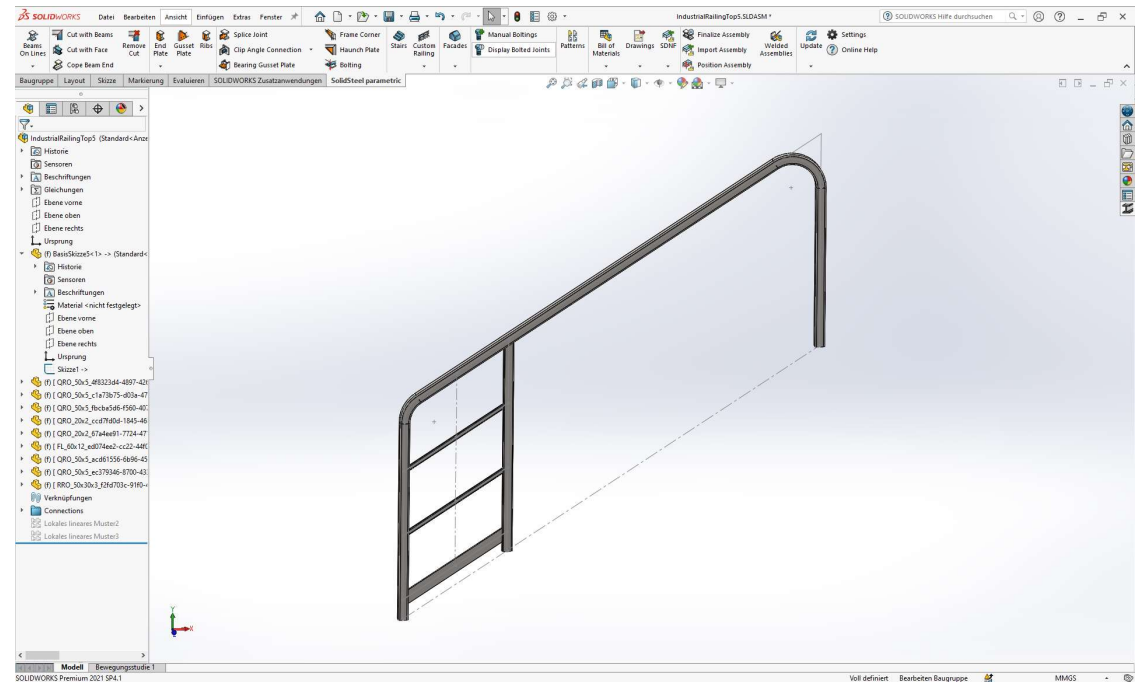 SOLIDWORKS Datei Bearbeiten Ansicht Einfügen Extras Fenster IndustrialRailingTop5.SLDASM * SOLIDWORKS Hilfe durchsuchen
Beams On Lines
Cut with Beams
Cut with Face
Cope Beam End
Remove Cut
End Plate
Gusset Plate
Ribs
Splice Joint
Clip Angle Connection
Bearing Gusset Plate
Frame Corner
Haunch Plate
Bolting
Stairs
Custom Railing
Facades
Manual Boltings
Display Bolted Joints
Patterns
Bill of Materials
Drawings
SDNF
Finalize Assembly
Import Assembly
Position Assembly
Welded Assemblies
Update
Settings
Online Help
Baugruppe Layout Skizze Markierung Evaluieren SOLIDWORKS Zusatzanwendungen SolidSteel parametric
IndustrialRailingTop5 (Standard<Anze
Historie
Sensoren
Beschriftungen
Gleichungen
Ebene vorne
Ebene oben
Ebene rechts
Ursprung
(f) BasisSkizze5<1> -> (Standard<
Historie
Sensoren
Beschriftungen
Material <nicht festgelegt>
Ebene vorne
Ebene oben
Ebene rechts
Ursprung
Skizze1 ->
(f) [ QRO_50x5_4f8323d4-4897-42f
(f) [ QRO_50x5_c1a73b75-d03a-47
(f) [ QRO_50x5_fbcba5d6-f560-407
(f) [ QRO_20x2_ccd7fd0d-1845-46
(f) [ QRO_20x2_67a4ee91-7724-47
(f) [ FL_60x12_ed074ee2-cc22-44f0
(f) [ QRO_50x5_acd61556-6b96-45
(f) [ QRO_50x5_ec379346-8700-43
(f) [ RRO_50x30x3_f2fd703c-91f0-
Verknüpfungen
Connections
Lokales lineares Muster2
Lokales lineares Muster3
Y
X
Modell Bewegungsstudie 1
SOLIDWORKS Premium 2021 SP4.1 Voll definiert Bearbeiten Baugruppe MMGS